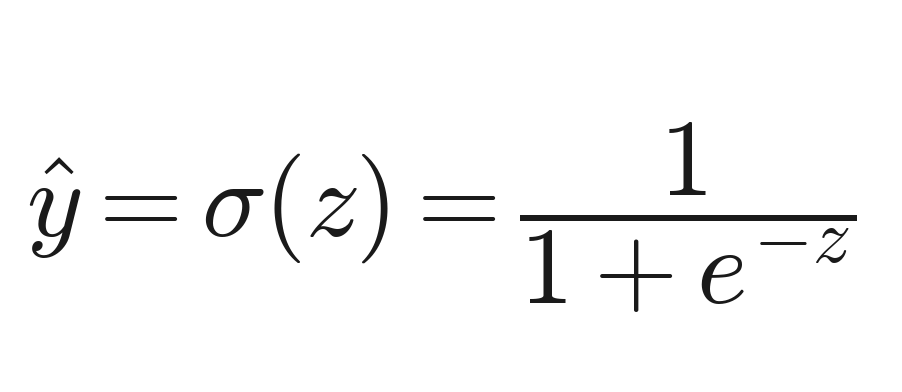 ŷ = σ(z) = 1 / (1 + e^{−z})